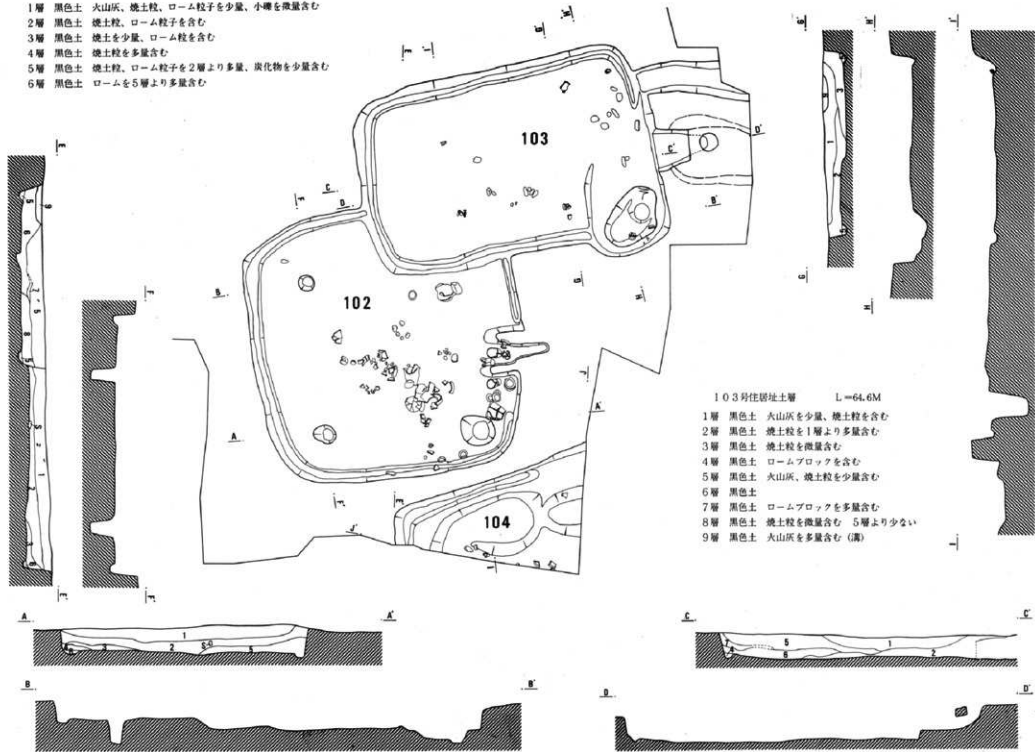 1層 黒色土 火山灰、焼土粒、ローム粒子を少量、小礫を微量含む
2層 黒色土 焼土粒、ローム粒子を含む
3層 黒色土 焼土を少量、ローム粒を含む
4層 黒色土 焼土粒を多量含む
5層 黒色土 焼土粒、ローム粒子を2層より多量、炭化物を少量含む
6層 黒色土 ロームを5層より多量含む
103
102
104
103号住居址土層 L=64.6M
1層 黒色土 火山灰を少量、焼土粒を含む
2層 黒色土 焼土粒を1層より多量含む
3層 黒色土 焼土粒を微量含む
4層 黒色土 ロームブロックを含む
5層 黒色土 火山灰、焼土粒を少量含む
6層 黒色土
7層 黒色土 ロームブロックを多量含む
8層 黒色土 焼土粒を微量含む 5層より少ない
9層 黒色土 火山灰を多量含む(溝)
A A'
1
2
3
5
B B'
C C'
5 1
4 6 2
D D'